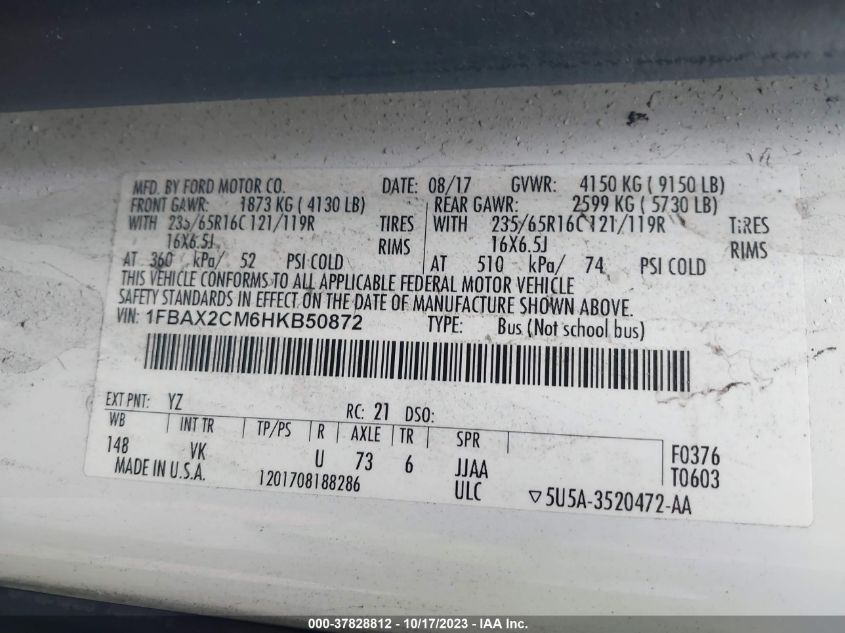 MFD. BY FORD MOTOR CO. DATE: 08/17 GVWR: 4150 KG ( 9150 LB)
FRONT GAWR: 1873 KG ( 4130 LB) REAR GAWR: 2599 KG ( 5730 LB)
WITH 235/65R16C 121/119R TIRES WITH 235/65R16C 121/119R TIRES
16X6.5J RIMS 16X6.5J RIMS
AT 360 kPa/ 52 PSI COLD AT 510 kPa/ 74 PSI COLD
THIS VEHICLE CONFORMS TO ALL APPLICABLE FEDERAL MOTOR VEHICLE
SAFETY STANDARDS IN EFFECT ON THE DATE OF MANUFACTURE SHOWN ABOVE.
VIN: 1FBAX2CM6HKB50872 TYPE: Bus (Not school bus)
EXT PNT: YZ RC: 21 DSO:
WB INT TR TP/PS R AXLE TR SPR
148 VK U 73 6 JJAA F0376
MADE IN U.S.A. 1201708188286 ULC T0603
▽5U5A-3520472-AA
000-37828812 - 10/17/2023 - IAA Inc.